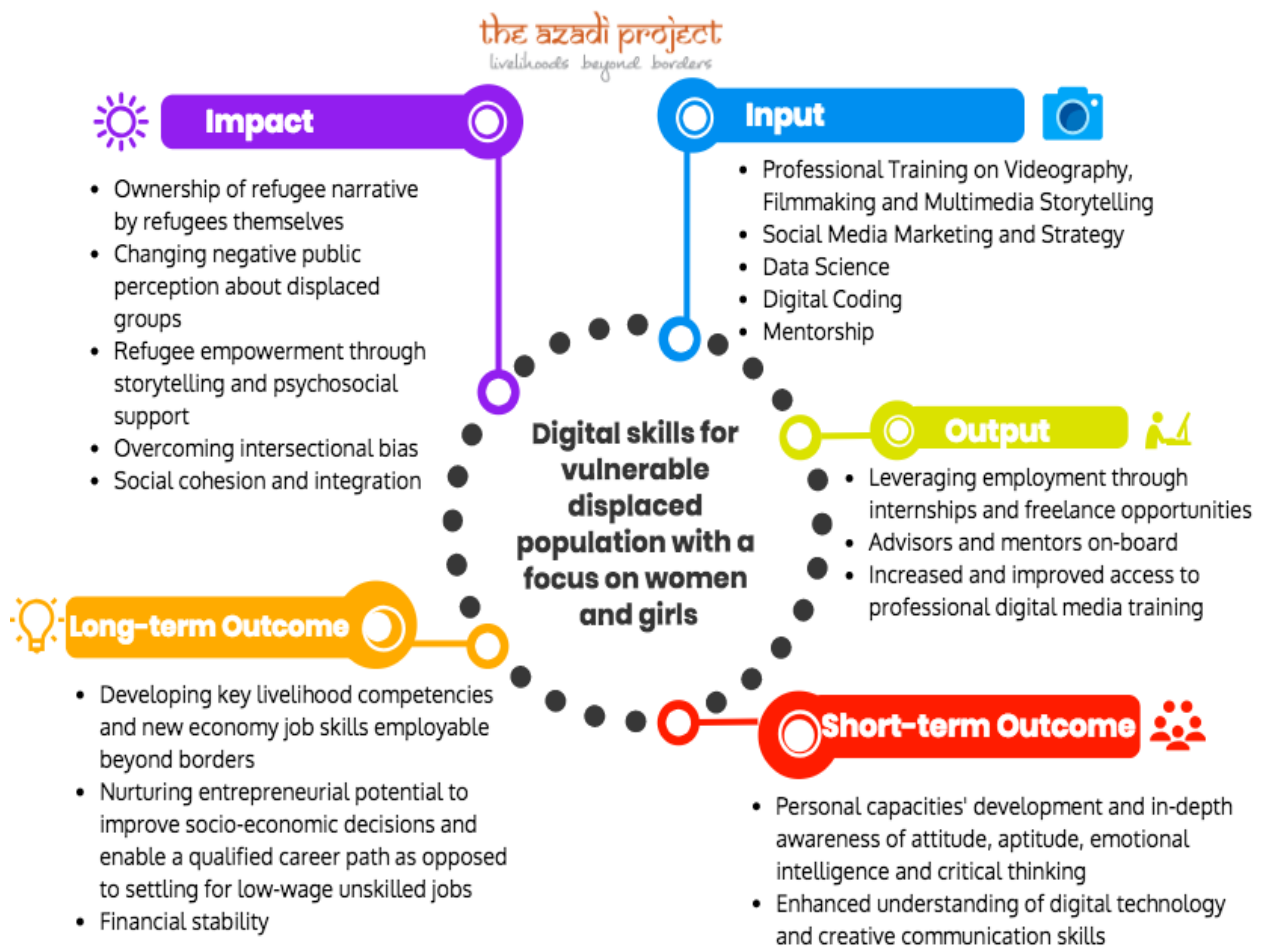 the azadi project
livelihoods beyond borders
Impact
Ownership of refugee narrative
by refugees themselves
Changing negative public
perception about displaced
groups
Refugee empowerment through
storytelling and psychosocial
support
Overcoming intersectional bias
Social cohesion and integration
Input
Professional Training on Videography,
Filmmaking and Multimedia Storytelling
Social Media Marketing and Strategy
Data Science
Digital Coding
Mentorship
Digital skills for
vulnerable
displaced
population with a
focus on women
and girls
Output
Leveraging employment through
internships and freelance opportunities
Advisors and mentors on-board
Increased and improved access to
professional digital media training
Long-term Outcome
Developing key livelihood competencies
and new economy job skills employable
beyond borders
Nurturing entrepreneurial potential to
improve socio-economic decisions and
enable a qualified career path as opposed
to settling for low-wage unskilled jobs
Financial stability
Short-term Outcome
Personal capacities' development and in-depth
awareness of attitude, aptitude, emotional
intelligence and critical thinking
Enhanced understanding of digital technology
and creative communication skills